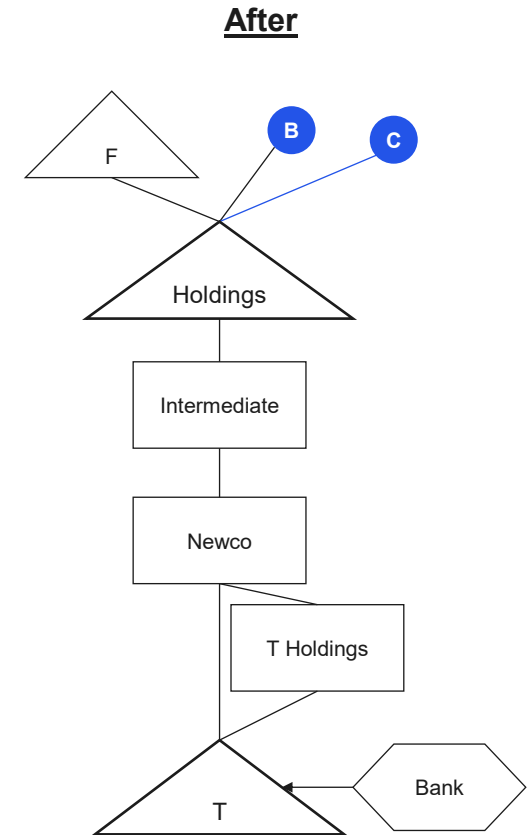 After
B
C
F
Holdings
Intermediate
Newco
T Holdings
Bank
T